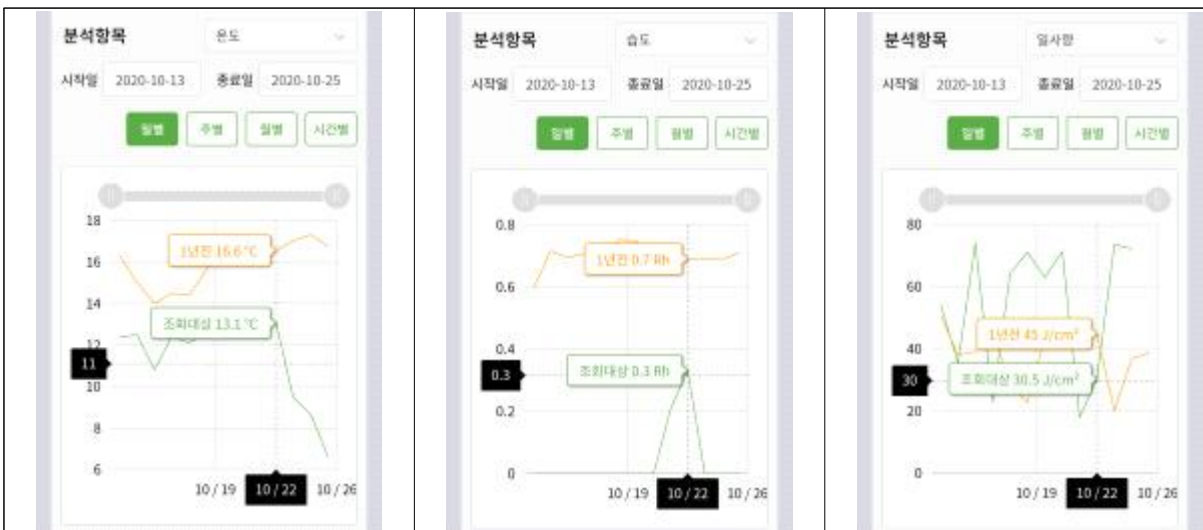 분석항목 온도
시작일 2020-10-13 종료일 2020-10-25
일별 주별 월별 시간별
18
1년전 16.6 ℃
16
14
조회대상 13.1 ℃
12
11
10
8
6
10 / 19 10 / 22 10 / 26
분석항목 습도
시작일 2020-10-13 종료일 2020-10-25
일별 주별 월별 시간별
0.8
1년전 0.7 Rh
0.6
0.4
조회대상 0.3 Rh
0.3
0.2
0
10 / 19 10 / 22 10 / 26
분석항목 일사량
시작일 2020-10-13 종료일 2020-10-25
일별 주별 월별 시간별
80
60
1년전 45 J/cm²
40
조회대상 30.5 J/cm²
30
20
0
10 / 19 10 / 22 10 / 26